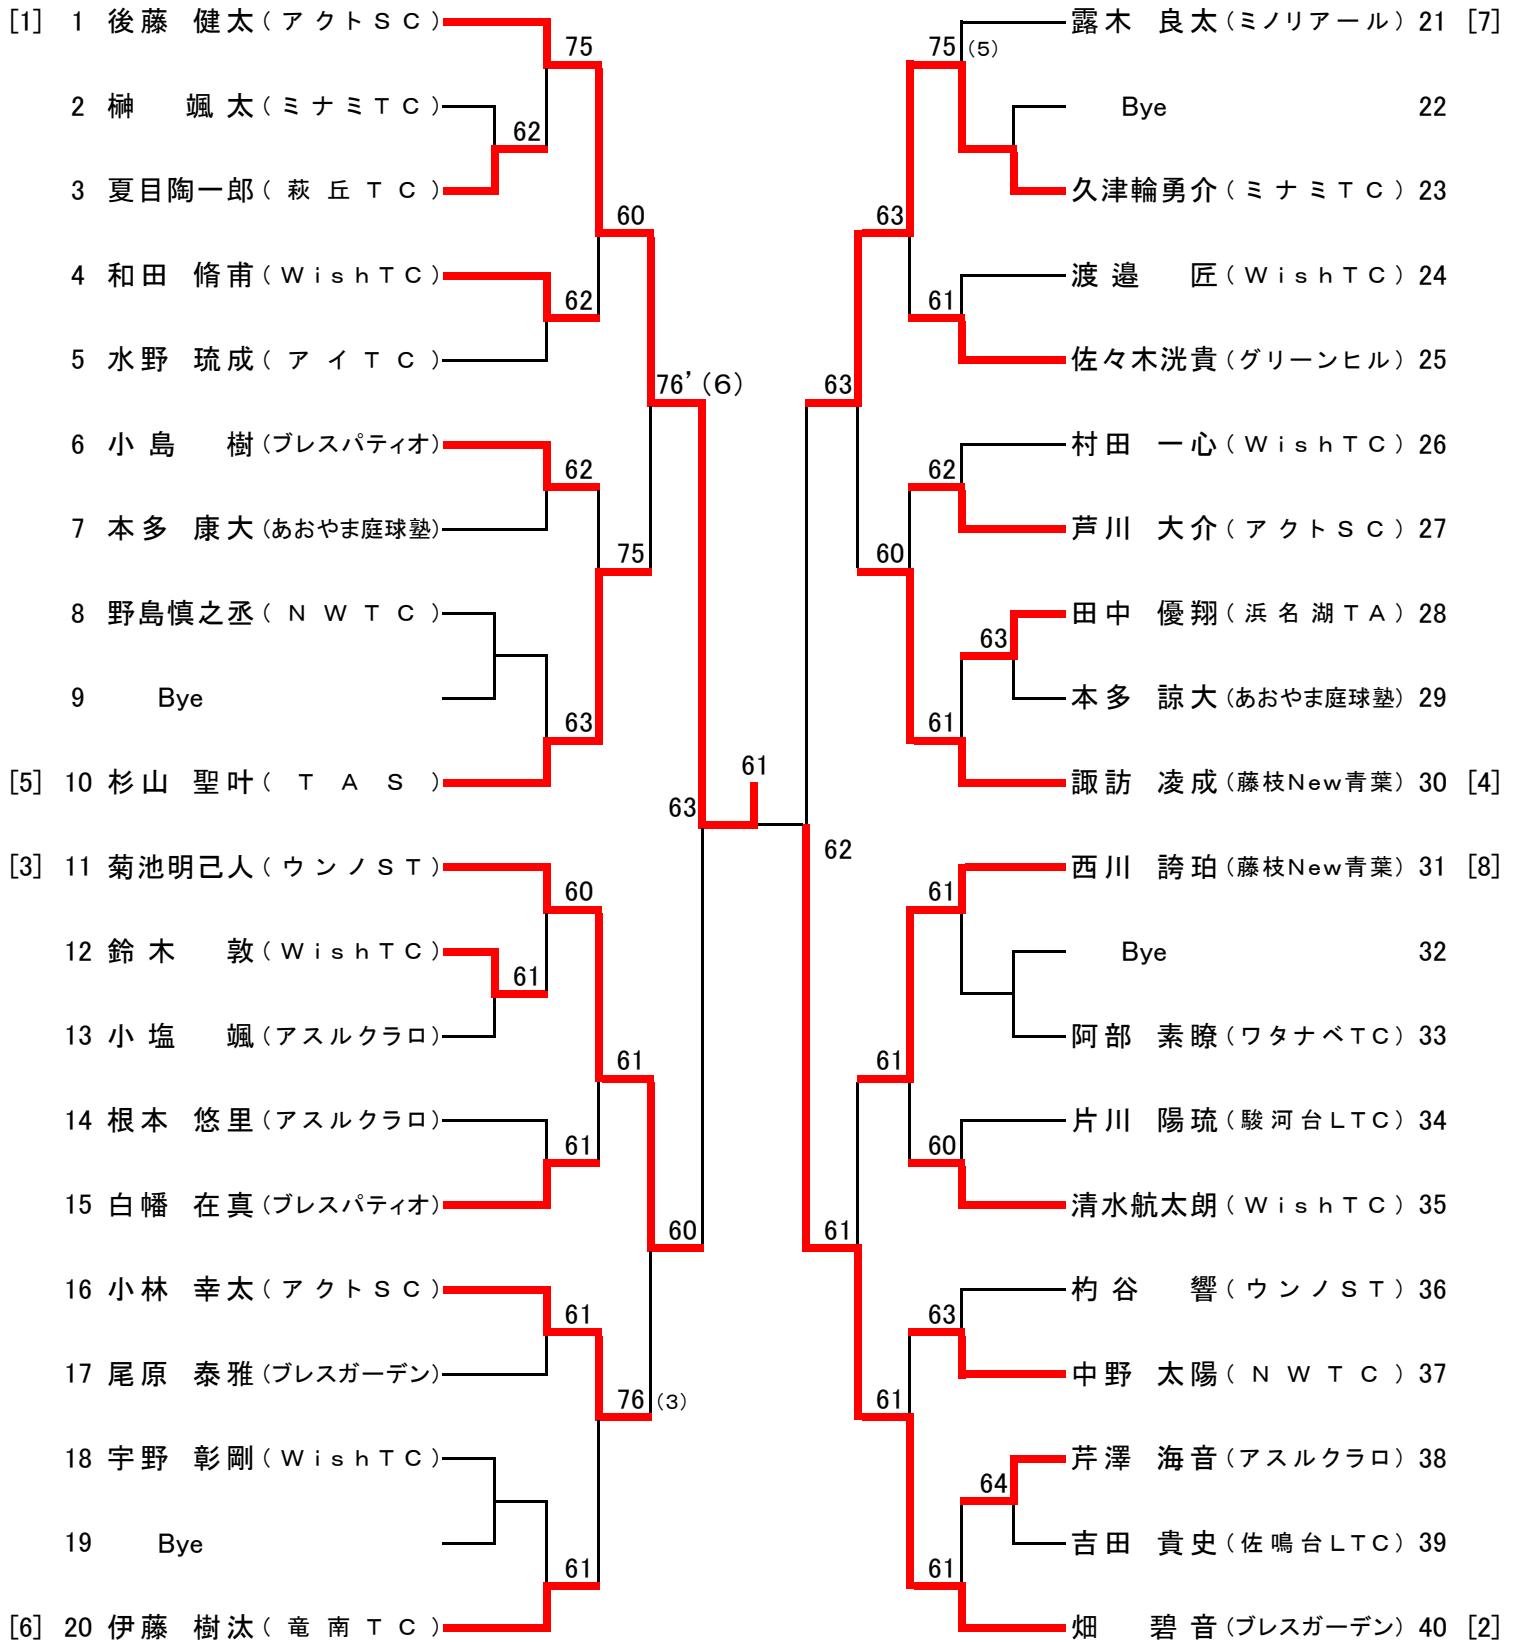 [1] 1 後藤 健太 (アクトSC)
75
2 榊 颯太 (ミナミTC)
62
3 夏目陶一郎 (萩丘TC)
60
4 和田 脩甫 (WishTC)
62
5 水野 琉成 (アイTC)
76'(6)
6 小島 樹 (ブレスパティオ)
62
7 本多 康大 (あおやま庭球塾)
75
8 野島慎之丞 (NWTC)
9 Bye
63
[5] 10 杉山 聖叶 (TAS)
63
61
[3] 11 菊池明己人 (ウンノST)
60
12 鈴木 敦 (WishTC)
61
13 小塩 颯 (アスルクラロ)
61
14 根本 悠里 (アスルクラロ)
61
15 白幡 在真 (ブレスパティオ)
60
16 小林 幸太 (アクトSC)
61
17 尾原 泰雅 (ブレスガーデン)
76 (3)
18 宇野 彰剛 (WishTC)
19 Bye
61
[6] 20 伊藤 樹汰 (竜南TC)
露木 良太 (ミノリアール) 21 [7]
75 (5)
Bye 22
久津輪勇介 (ミナミTC) 23
63
渡邉 匠 (WishTC) 24
61
佐々木洸貴 (グリーンヒル) 25
63
村田 一心 (WishTC) 26
62
芦川 大介 (アクトSC) 27
60
田中 優翔 (浜名湖TA) 28
63
本多 諒大 (あおやま庭球塾) 29
61
諏訪 凌成 (藤枝New青葉) 30 [4]
62
西川 誇珀 (藤枝New青葉) 31 [8]
61
Bye 32
阿部 素瞭 (ワタナベTC) 33
61
片川 陽琉 (駿河台LTC) 34
60
清水航太朗 (WishTC) 35
61
杓谷 響 (ウンノST) 36
63
中野 太陽 (NWTC) 37
61
芹澤 海音 (アスルクラロ) 38
64
吉田 貴史 (佐鳴台LTC) 39
61
畑 碧音 (ブレスガーデン) 40 [2]